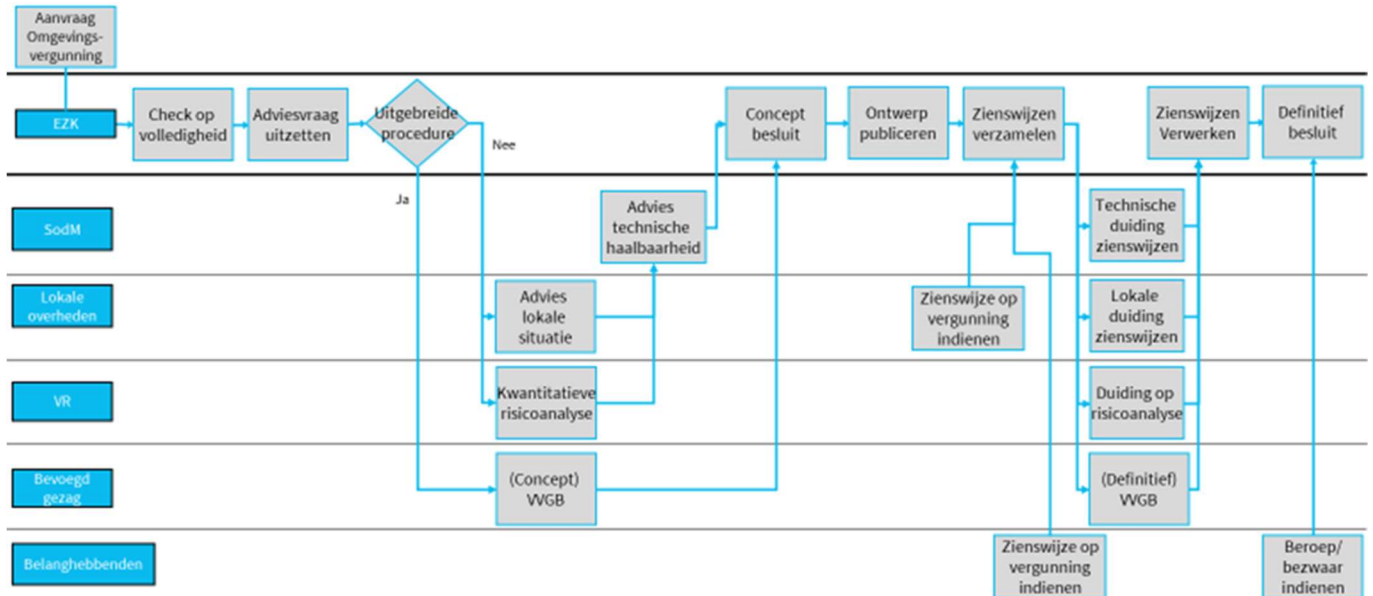 Aanvraag
Omgevings-
vergunning
EZK
Check op
volledigheid
Adviesvraag
uitzetten
Uitgebreide
procedure
Nee
Ja
Concept
besluit
Ontwerp
publiceren
Zienswijzen
verzamelen
Zienswijzen
Verwerken
Definitief
besluit
SodM
Advies
technische
haalbaarheid
Technische
duiding
zienswijzen
Lokale
overheden
Advies
lokale
situatie
Zienswijze op
vergunning
indienen
Lokale
duiding
zienswijzen
VR
Kwantitatieve
risicoanalyse
Duiding op
risicoanalyse
Bevoegd
gezag
(Concept)
VVGB
(Definitief)
VVGB
Belanghebbenden
Zienswijze op
vergunning
indienen
Beroep/
bezwaar
indienen